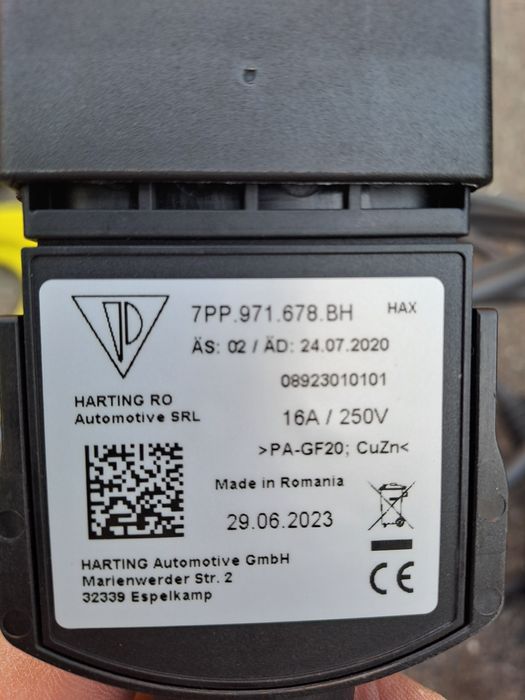 7PP.971.678.BH HAX
ÄS: 02 / ÄD: 24.07.2020
08923010101
HARTING RO
Automotive SRL
16A / 250V
>PA-GF20; CuZn<
Made in Romania
29.06.2023
HARTING Automotive GmbH
Marienwerder Str. 2
32339 Espelkamp
CE